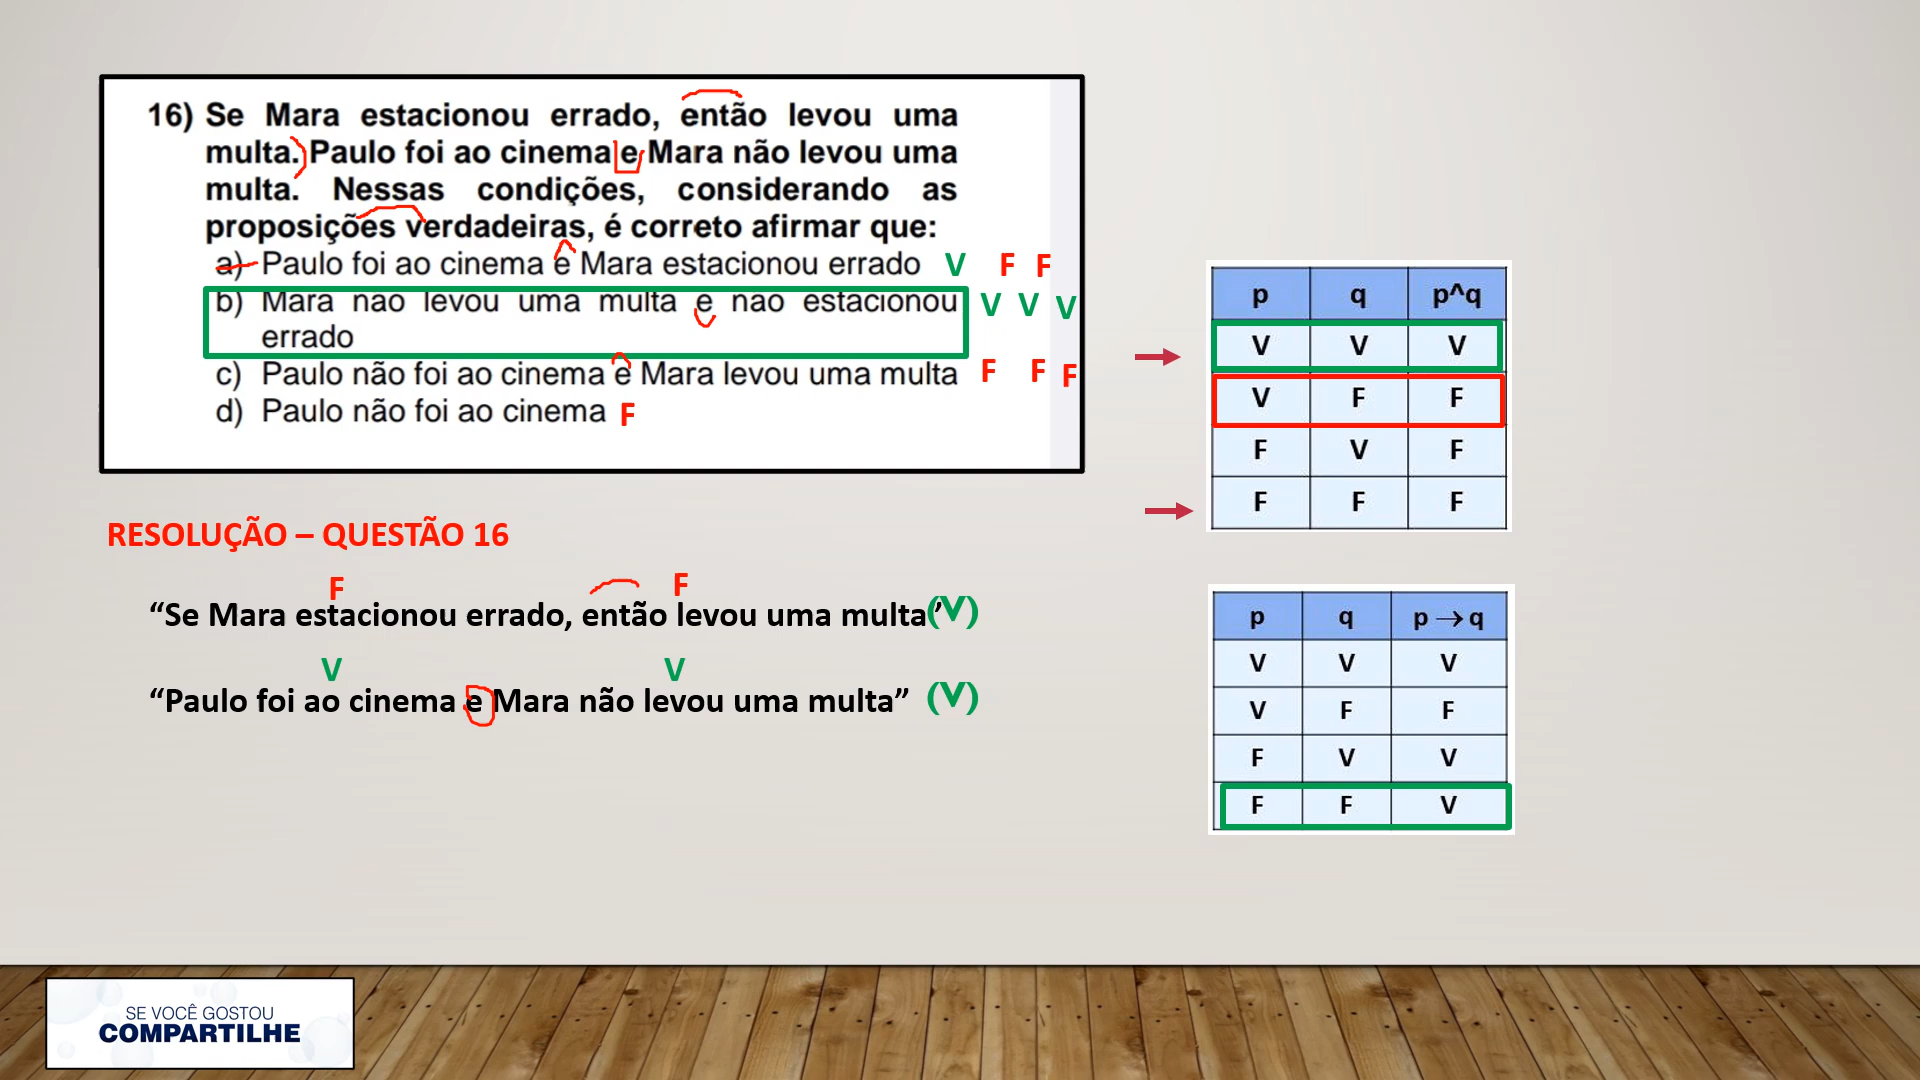 16) Se Mara estacionou errado, então levou uma
multa. Paulo foi ao cinema e Mara não levou uma
multa. Nessas condições, considerando as
proposições verdadeiras, é correto afirmar que:
a) Paulo foi ao cinema e Mara estacionou errado V F F
b) Mara não levou uma multa e não estacionou V V V
errado
c) Paulo não foi ao cinema e Mara levou uma multa F F F
d) Paulo não foi ao cinema F
p q p^q
V V V
V F F
F V F
F F F
RESOLUÇÃO – QUESTÃO 16
F F
“Se Mara estacionou errado, então levou uma multa” (V)
V V
“Paulo foi ao cinema e Mara não levou uma multa” (V)
p q p → q
V V V
V F F
F V V
F F V
SE VOCÊ GOSTOU
COMPARTILHE